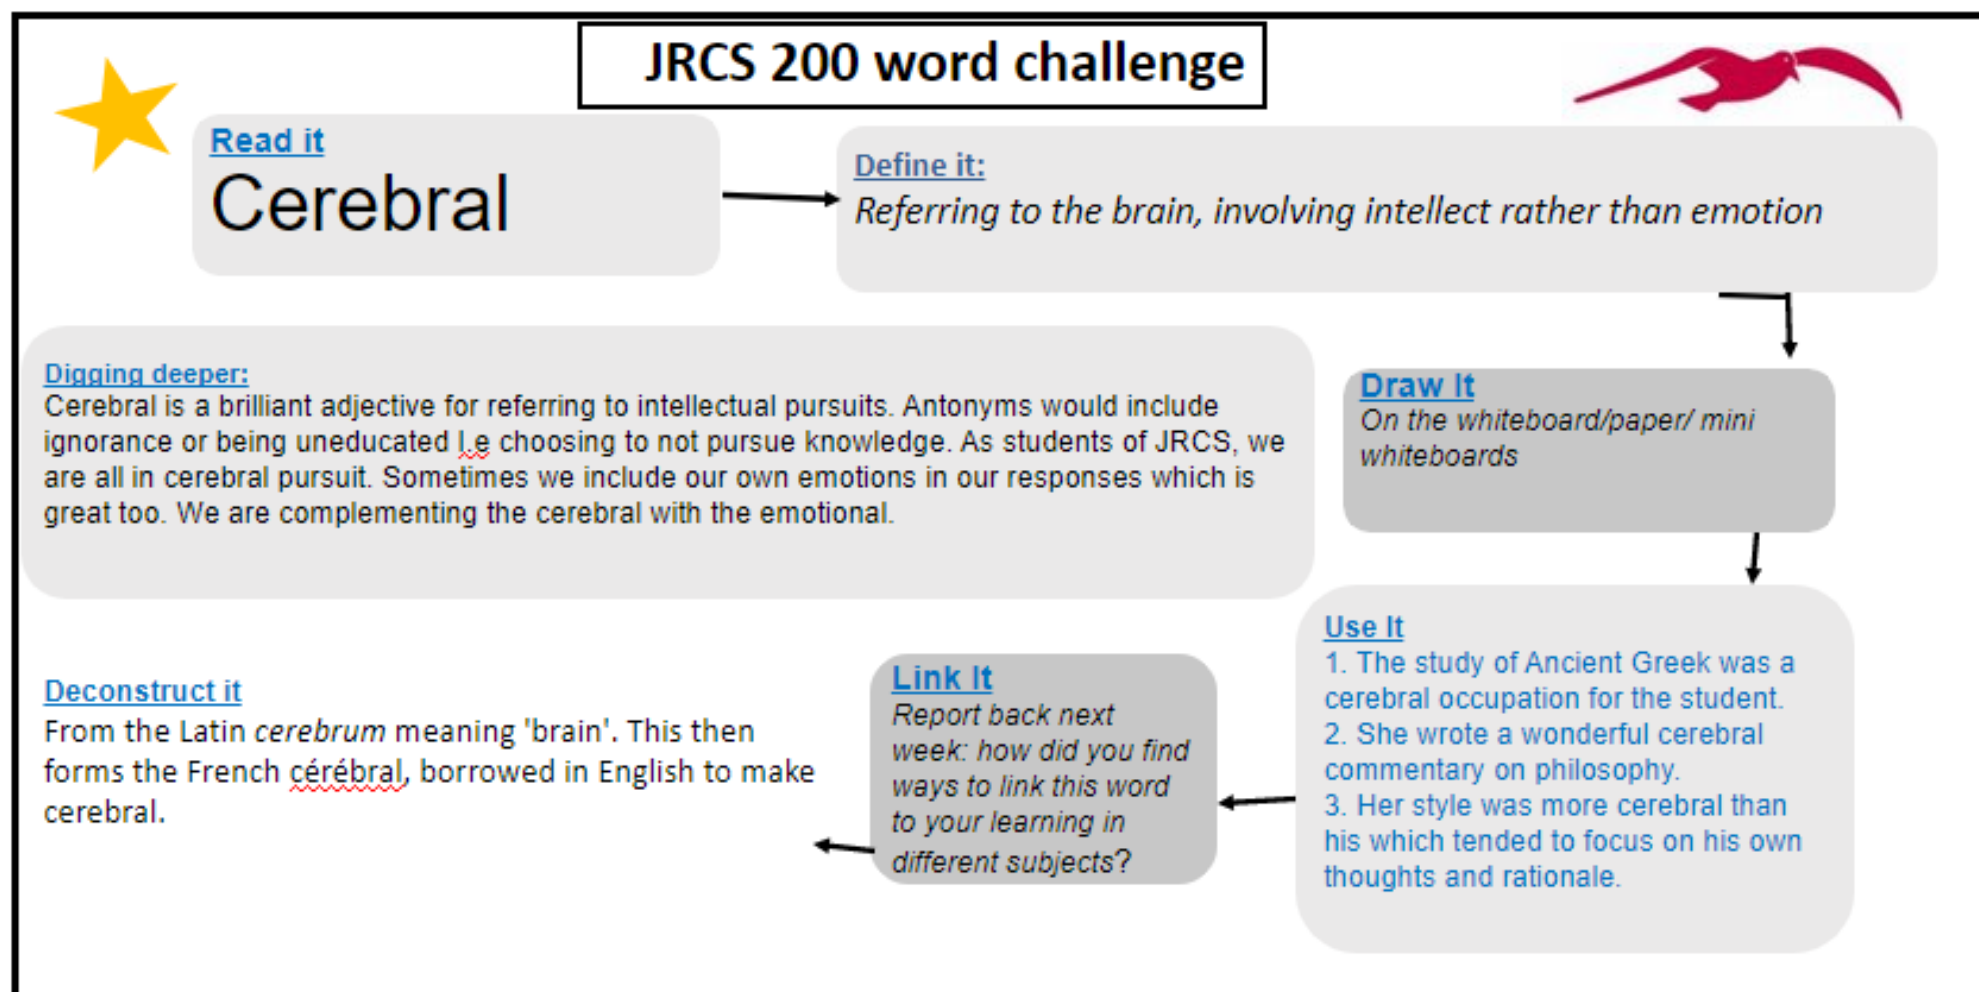 JRCS 200 word challenge
Read it
Cerebral
Define it:
Referring to the brain, involving intellect rather than emotion
Digging deeper:
Cerebral is a brilliant adjective for referring to intellectual pursuits. Antonyms would include
ignorance or being uneducated I.e choosing to not pursue knowledge. As students of JRCS, we
are all in cerebral pursuit. Sometimes we include our own emotions in our responses which is
great too. We are complementing the cerebral with the emotional.
Draw It
On the whiteboard/paper/ mini
whiteboards
Use It
1. The study of Ancient Greek was a
cerebral occupation for the student.
2. She wrote a wonderful cerebral
commentary on philosophy.
3. Her style was more cerebral than
his which tended to focus on his own
thoughts and rationale.
Link It
Report back next
week: how did you find
ways to link this word
to your learning in
different subjects?
Deconstruct it
From the Latin cerebrum meaning 'brain'. This then
forms the French cérébral, borrowed in English to make
cerebral.